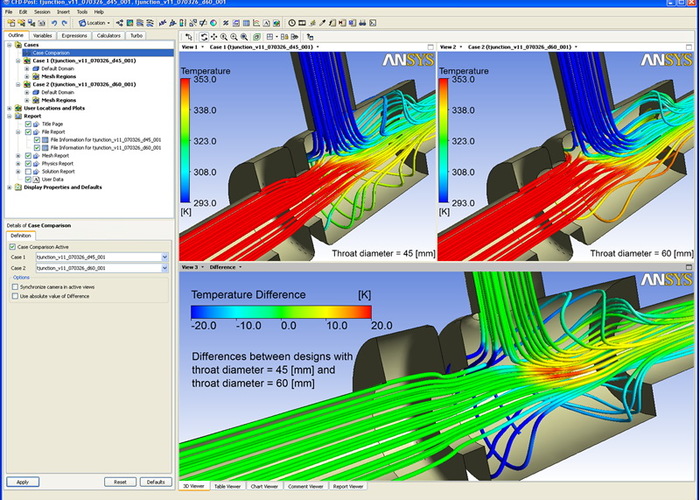 CFD-Post: tjunction_v11_070326_d45_001, tjunction_v11_070326_d60_001
File Edit Session Insert Tools Help
Location
Outline Variables Expressions Calculators Turbo
Cases
Case Comparison
Case 1 (tjunction_v11_070326_d45_001)
Default Domain
Mesh Regions
Case 2 (tjunction_v11_070326_d60_001)
Default Domain
Mesh Regions
User Locations and Plots
Report
Title Page
File Report
File Information for tjunction_v11_070326_d45_001
File Information for tjunction_v11_070326_d60_001
Mesh Report
Physics Report
Solution Report
User Data
Display Properties and Defaults
Details of Case Comparison
Definition
Case Comparison Active
Case 1 tjunction_v11_070326_d45_001
Case 2 tjunction_v11_070326_d60_001
Options
Synchronize camera in active views
Use absolute value of Difference
Apply Reset Defaults
View 1 Case 1 (tjunction_v11_070326_d45_001)
ANSYS
Temperature
353.0
338.0
323.0
308.0
293.0
[K]
Throat diameter = 45 [mm]
View 2 Case 2 (tjunction_v11_070326_d60_001)
ANSYS
Temperature
353.0
338.0
323.0
308.0
293.0
[K]
Throat diameter = 60 [mm]
View 3 Difference
ANSYS
Temperature Difference [K]
-20.0 -10.0 0.0 10.0 20.0
Differences between designs with
throat diameter = 45 [mm] and
throat diameter = 60 [mm]
3D Viewer Table Viewer Chart Viewer Comment Viewer Report Viewer